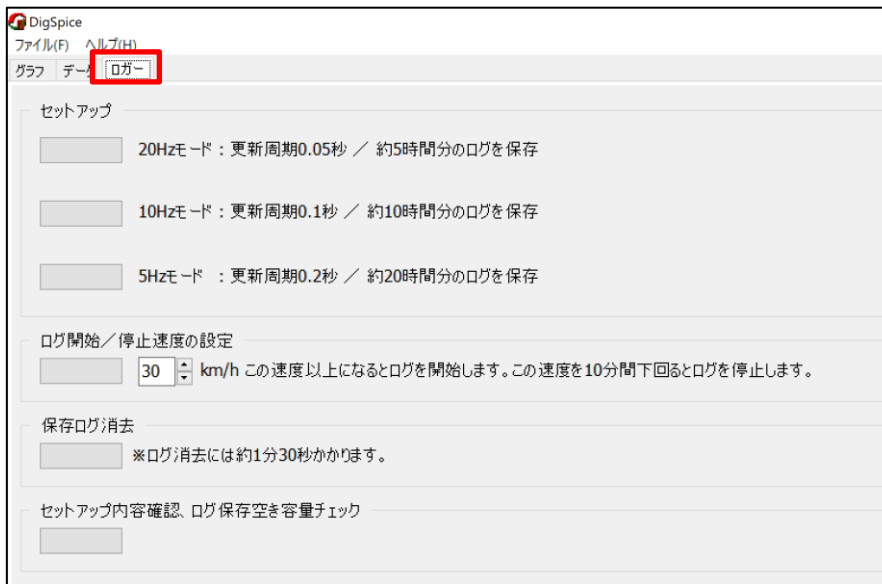 DigSpice
ファイル(F) ヘルプ(H)
グラフ データ ロガー
セットアップ
20Hzモード：更新周期0.05秒 ／ 約5時間分のログを保存
10Hzモード：更新周期0.1秒 ／ 約10時間分のログを保存
5Hzモード ：更新周期0.2秒 ／ 約20時間分のログを保存
ログ開始／停止速度の設定
30 km/h この速度以上になるとログを開始します。この速度を10分間下回るとログを停止します。
保存ログ消去
※ログ消去には約1分30秒かかります。
セットアップ内容確認、ログ保存空き容量チェック